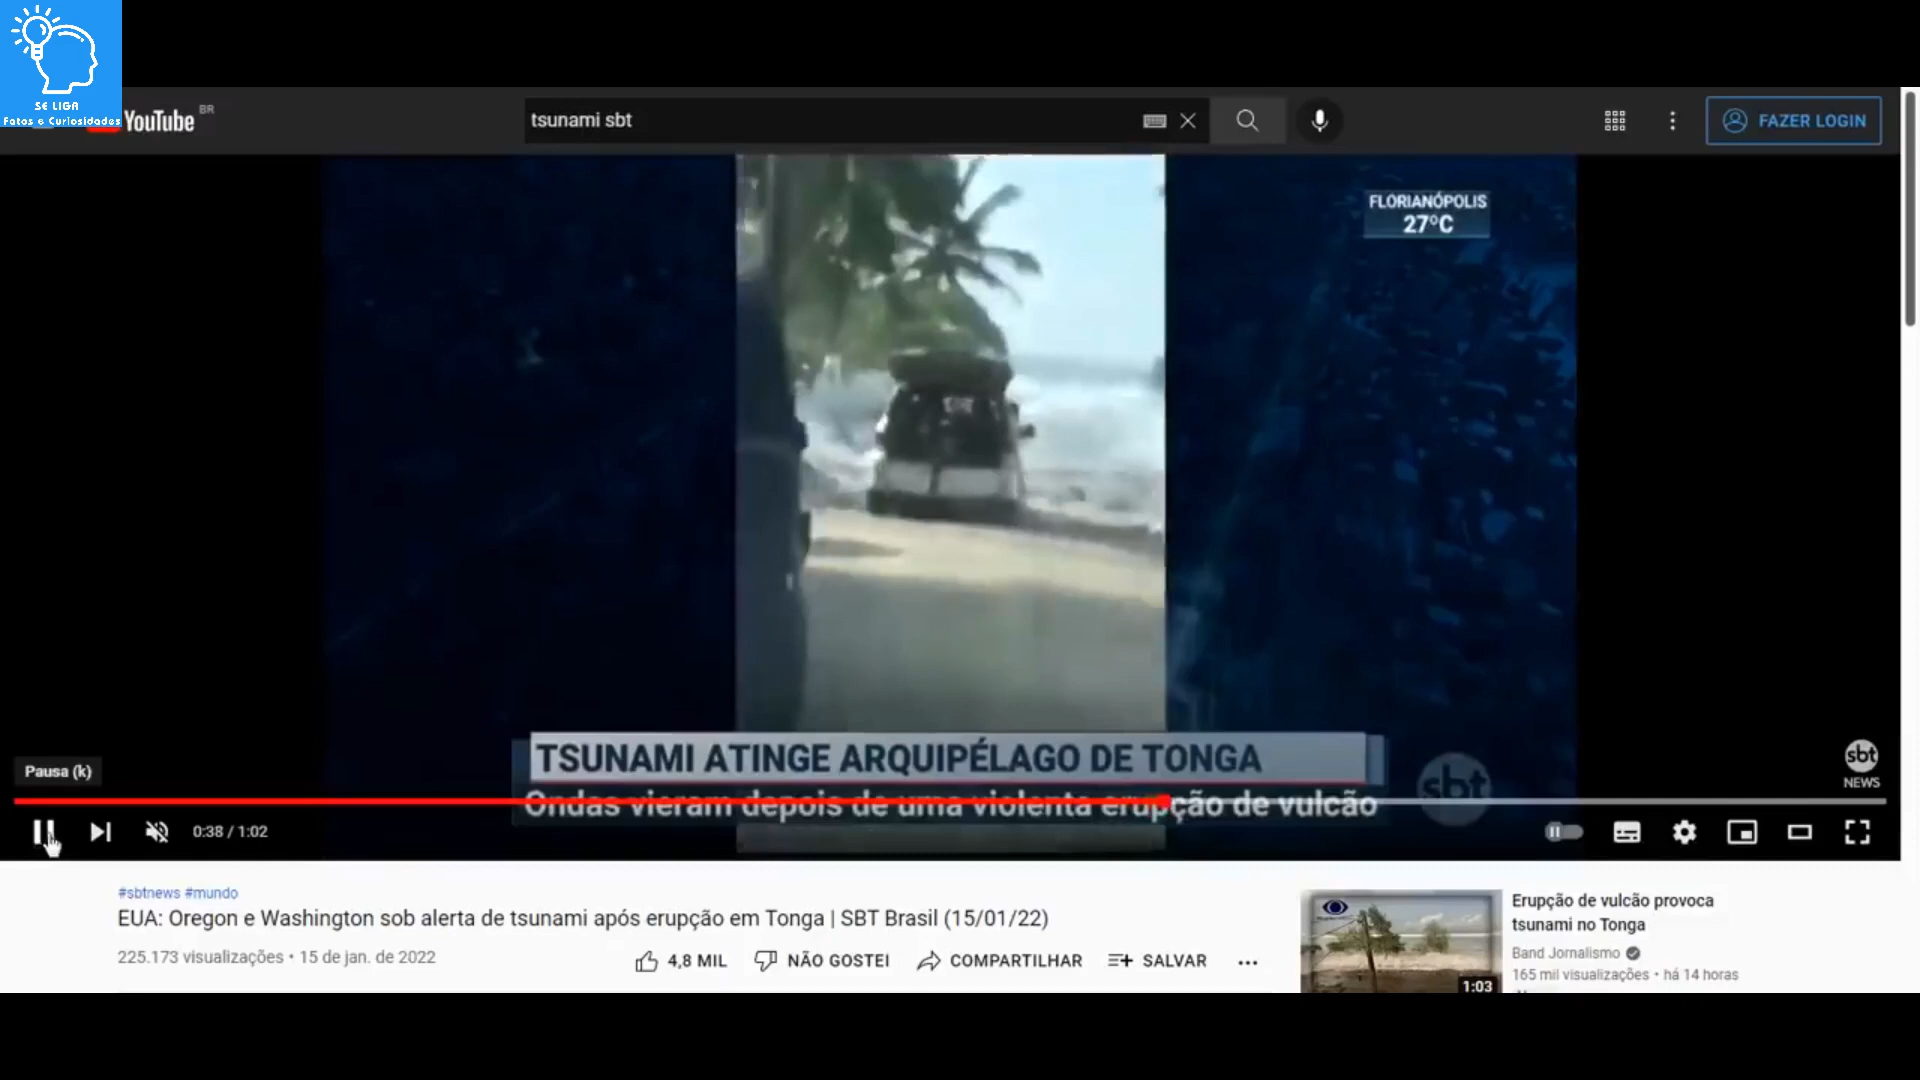 SE LIGA
Fatos e Curiosidades
YouTube BR
tsunami sbt
FAZER LOGIN
FLORIANÓPOLIS
27°C
TSUNAMI ATINGE ARQUIPÉLAGO DE TONGA
Ondas vieram depois de uma violenta erupção de vulcão
sbt
sbt
NEWS
Pausa (k)
0:38 / 1:02
#sbtnews #mundo
EUA: Oregon e Washington sob alerta de tsunami após erupção em Tonga | SBT Brasil (15/01/22)
225.173 visualizações • 15 de jan. de 2022
4,8 MIL
NÃO GOSTEI
COMPARTILHAR
SALVAR
1:03
Erupção de vulcão provoca
tsunami no Tonga
Band Jornalismo
165 mil visualizações • há 14 horas